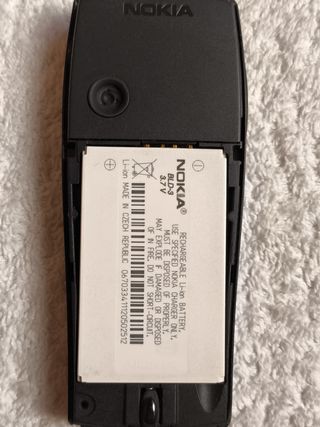 NOKIA
NOKIA®
BLD-3
3.7 V
RECHARGEABLE Li-ion BATTERY.
USE SPECIFIED NOKIA CHARGER ONLY.
MUST BE DISPOSED OF PROPERLY.
MAY EXPLODE IF DAMAGED OR DISPOSED
OF IN FIRE. DO NOT SHORT-CIRCUIT.
Li-ion MADE IN CZECH REPUBLIC
067033411120502512